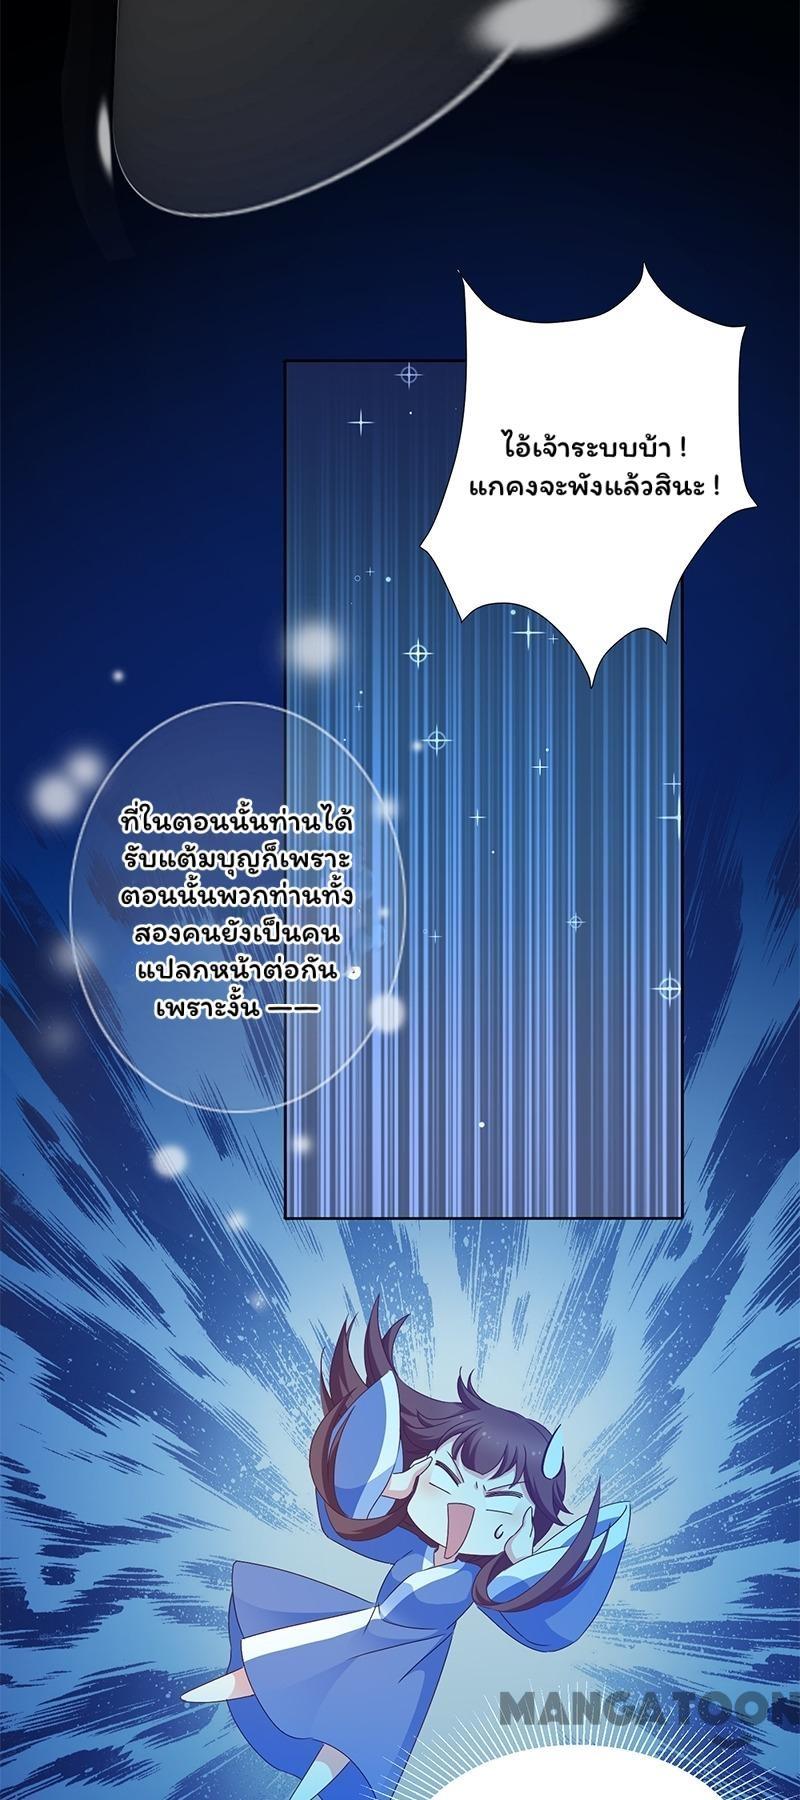 ไอ้เจ้าระบบบ้า !
แกคงจะพังแล้วสินะ !
ที่ในตอนนั้นท่านได้
รับแต้มบุญก็เพราะ
ตอนนั้นพวกท่านทั้ง
สองคนยังเป็นคน
แปลกหน้าต่อกัน
เพราะงั้น ——
MANGATOON